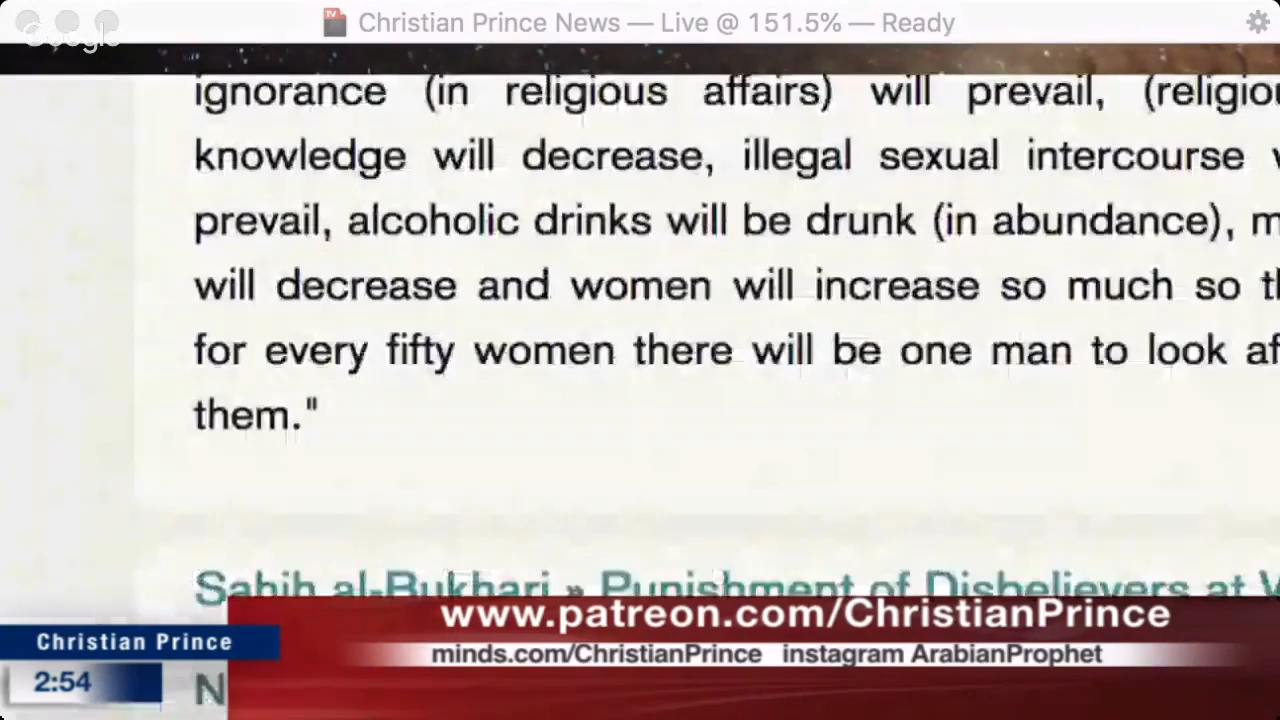 Christian Prince News — Live @ 151.5% — Ready
Google
ignorance (in religious affairs) will prevail, (religio
knowledge will decrease, illegal sexual intercourse
prevail, alcoholic drinks will be drunk (in abundance), m
will decrease and women will increase so much so th
for every fifty women there will be one man to look af
them."
Sahih al-Bukhari » Punishment of Disbelievers at W
www.patreon.com/ChristianPrince
Christian Prince
minds.com/ChristianPrince instagram ArabianProphet
2:54
N